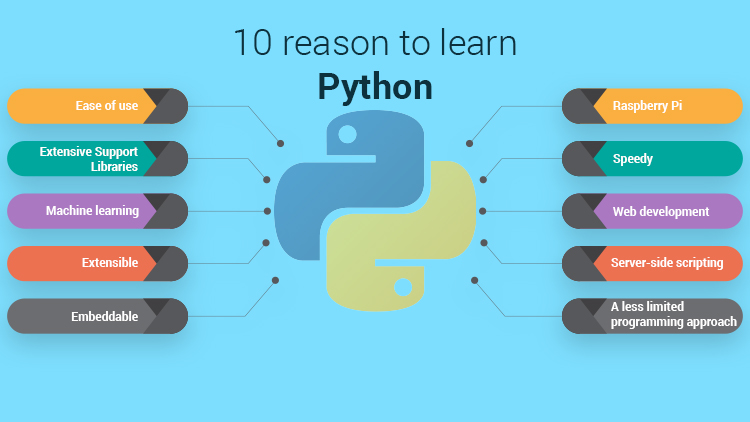 10 reason to learn
Python
Ease of use
Extensive Support
Libraries
Machine learning
Extensible
Embeddable
Raspberry Pi
Speedy
Web development
Server-side scripting
A less limited
programming approach